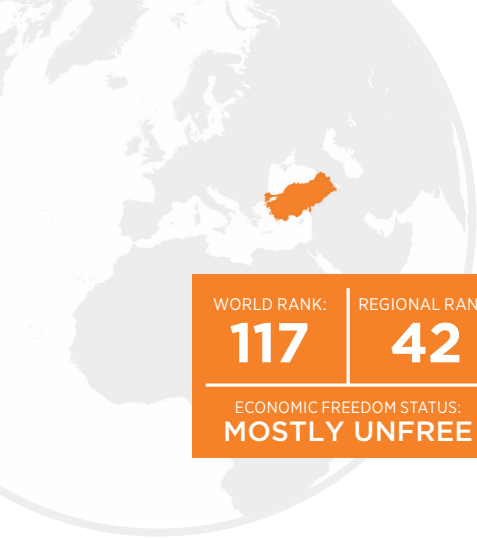 WORLD RANK:
117
REGIONAL RAN
42
ECONOMIC FREEDOM STATUS:
MOSTLY UNFREE